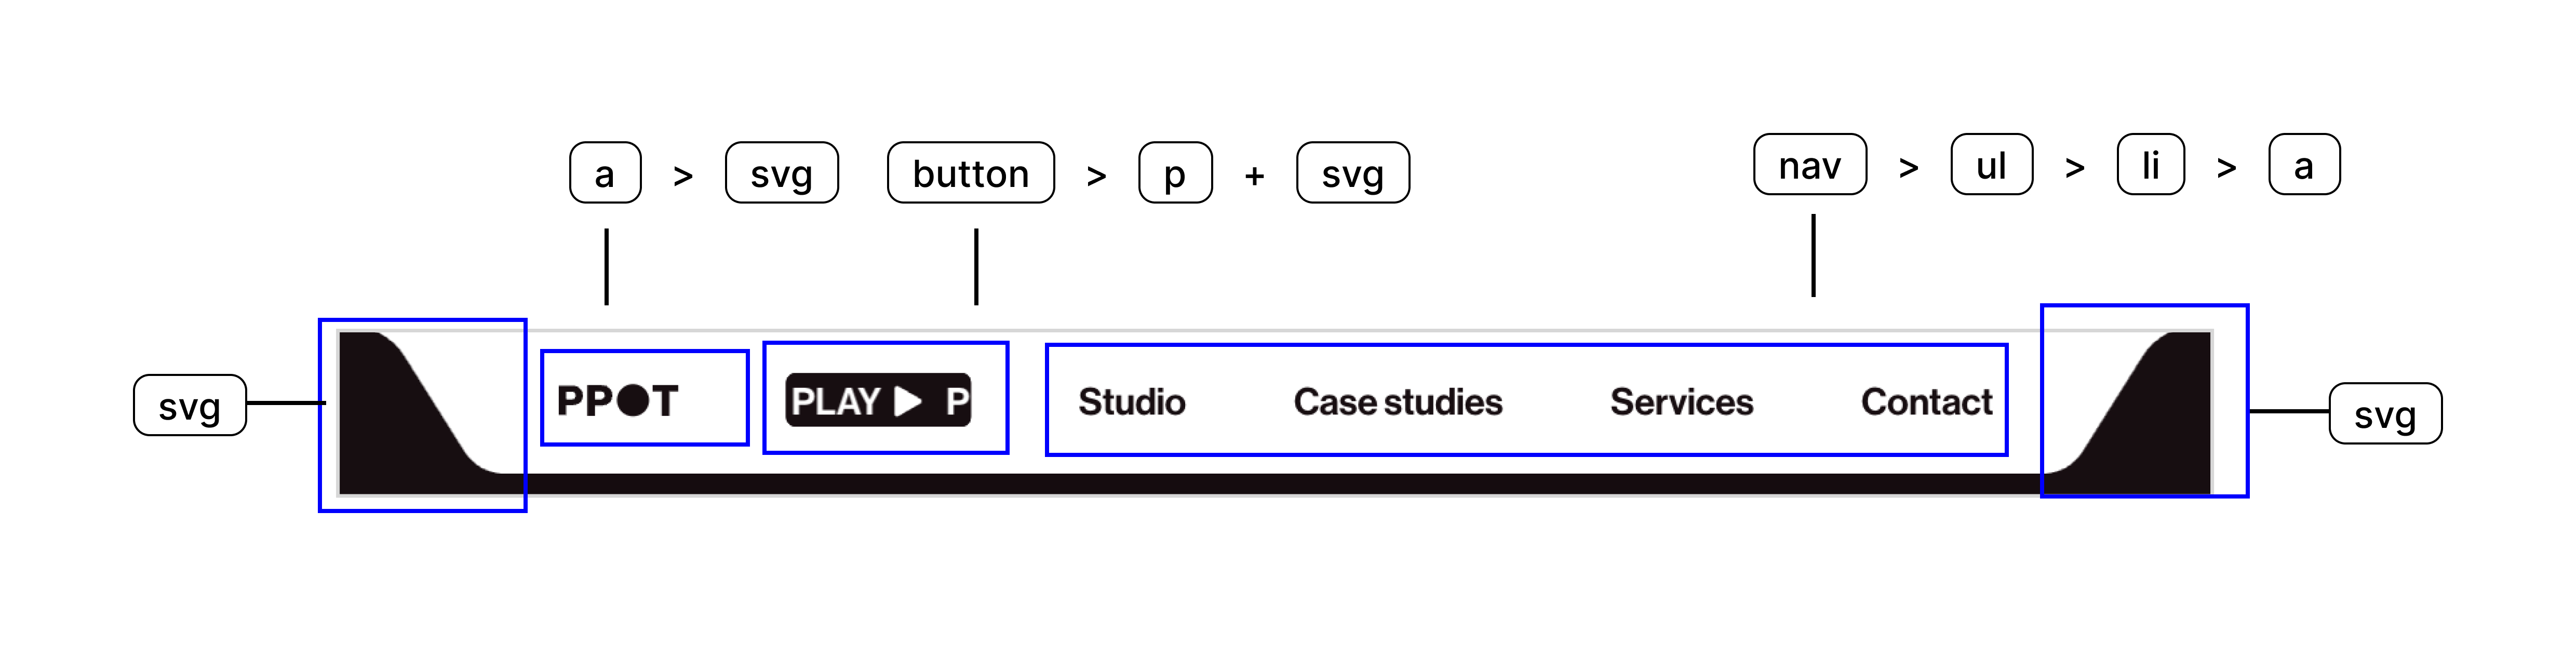 a > svg button > p + svg nav > ul > li > a
svg PP●T PLAY ▶ P Studio Case studies Services Contact svg